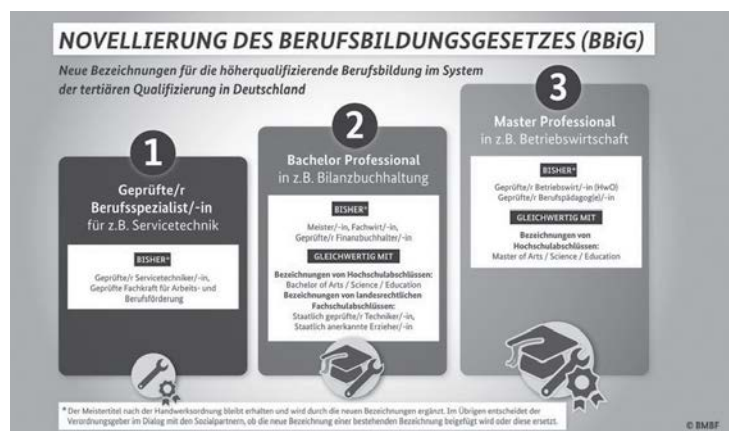 NOVELLIERUNG DES BERUFSBILDUNGSGESETZES (BBiG)
Neue Bezeichnungen für die höherqualifizierende Berufsbildung im System
der tertiären Qualifizierung in Deutschland
1
Geprüfte/r
Berufsspezialist/-in
für z.B. Servicetechnik
BISHER*
Geprüfte/r Servicetechniker/-in,
Geprüfte Fachkraft für Arbeits- und
Berufsförderung
2
Bachelor Professional
in z.B. Bilanzbuchhaltung
BISHER*
Meister/-in, Fachwirt/-in,
Geprüfte/r Finanzbuchhalter/-in
GLEICHWERTIG MIT
Bezeichnungen von Hochschulabschlüssen:
Bachelor of Arts / Science / Education
Bezeichnungen von landesrechtlichen
Fachschulabschlüssen:
Staatlich geprüfte/r Techniker/-in,
Staatlich anerkannte Erzieher/-in
3
Master Professional
in z.B. Betriebswirtschaft
BISHER*
Geprüfte/r Betriebswirt/-in (HwO)
Geprüfte/r Berufspädagog(e)/-in
GLEICHWERTIG MIT
Bezeichnungen von
Hochschulabschlüssen:
Master of Arts / Science / Education
* Der Meistertitel nach der Handwerksordnung bleibt erhalten und wird durch die neuen Bezeichnungen ergänzt. Im Übrigen entscheidet der
Verordnungsgeber im Dialog mit den Sozialpartnern, ob die neue Bezeichnung einer bestehenden Bezeichnung beigefügt wird oder diese ersetzt.
© BMBF